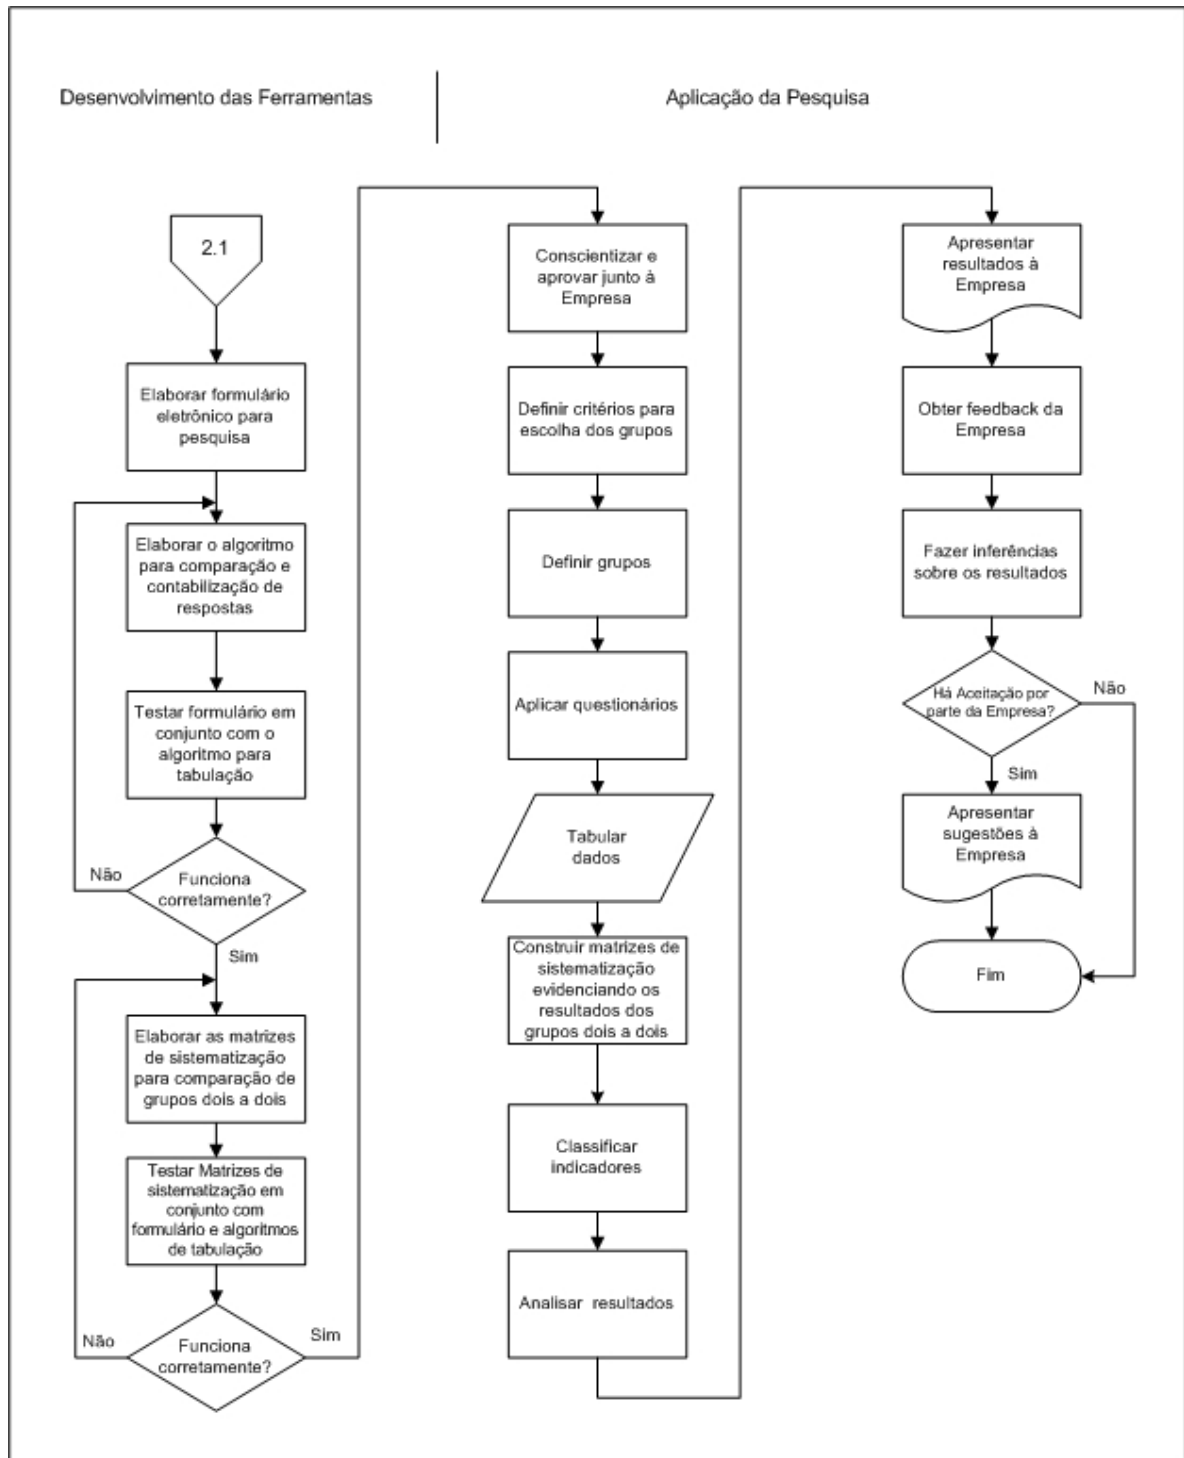 Desenvolvimento das Ferramentas
Aplicação da Pesquisa
2.1
Elaborar formulário
eletrônico para
pesquisa
Elaborar o algoritmo
para comparação e
contabilização de
respostas
Testar formulário em
conjunto com o
algoritmo para
tabulação
Não
Funciona
corretamente?
Sim
Elaborar as matrizes
de sistematização
para comparação de
grupos dois a dois
Testar Matrizes de
sistematização em
conjunto com
formulário e algoritmos
de tabulação
Não
Funciona
corretamente?
Sim
Conscientizar e
aprovar junto à
Empresa
Definir critérios para
escolha dos grupos
Definir grupos
Aplicar questionários
Tabular
dados
Construir matrizes de
sistematização
evidenciando os
resultados dos
grupos dois a dois
Classificar
indicadores
Analisar resultados
Apresentar
resultados à
Empresa
Obter feedback da
Empresa
Fazer inferências
sobre os resultados
Há Aceitação por
parte da Empresa?
Não
Sim
Apresentar
sugestões à
Empresa
Fim